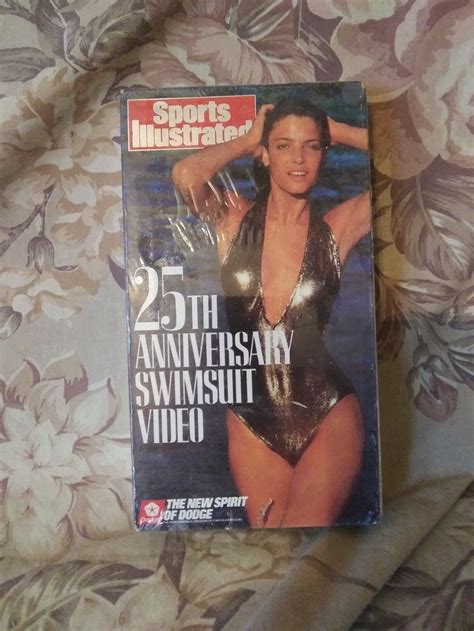 Sports
Illustrated
25TH
ANNIVERSARY
SWIMSUIT
VIDEO
THE NEW SPIRIT
OF DODGE